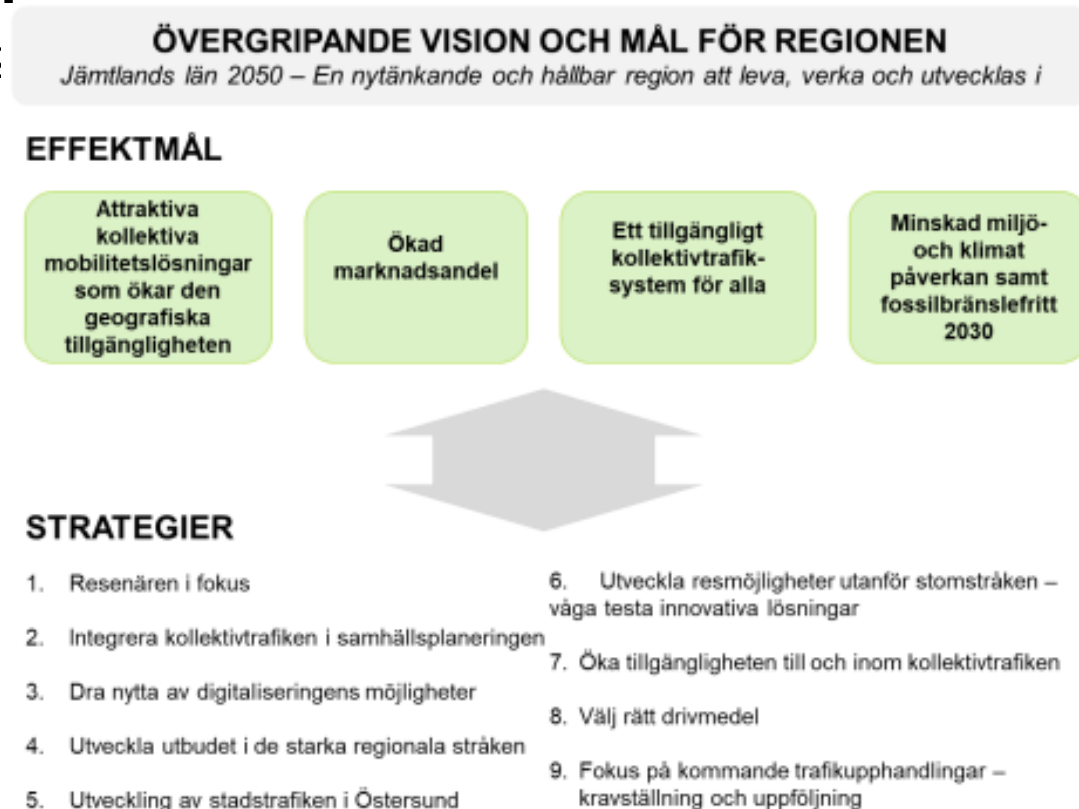 ÖVERGRIPANDE VISION OCH MÅL FÖR REGIONEN
Jämtlands län 2050 – En nytänkande och hållbar region att leva, verka och utvecklas i
EFFEKTMÅL
Attraktiva
kollektiva
mobilitetslösningar
som ökar den
geografiska
tillgängligheten
Ökad
marknadsandel
Ett tillgängligt
kollektivtrafik-
system för alla
Minskad miljö-
och klimat
påverkan samt
fossilbränslefritt
2030
STRATEGIER
1. Resenären i fokus
2. Integrera kollektivtrafiken i samhällsplaneringen
3. Dra nytta av digitaliseringens möjligheter
4. Utveckla utbudet i de starka regionala stråken
5. Utveckling av stadstrafiken i Östersund
6. Utveckla resmöjligheter utanför stomstråken –
våga testa innovativa lösningar
7. Öka tillgängligheten till och inom kollektivtrafiken
8. Välj rätt drivmedel
9. Fokus på kommande trafikupphandlingar –
kravställning och uppföljning